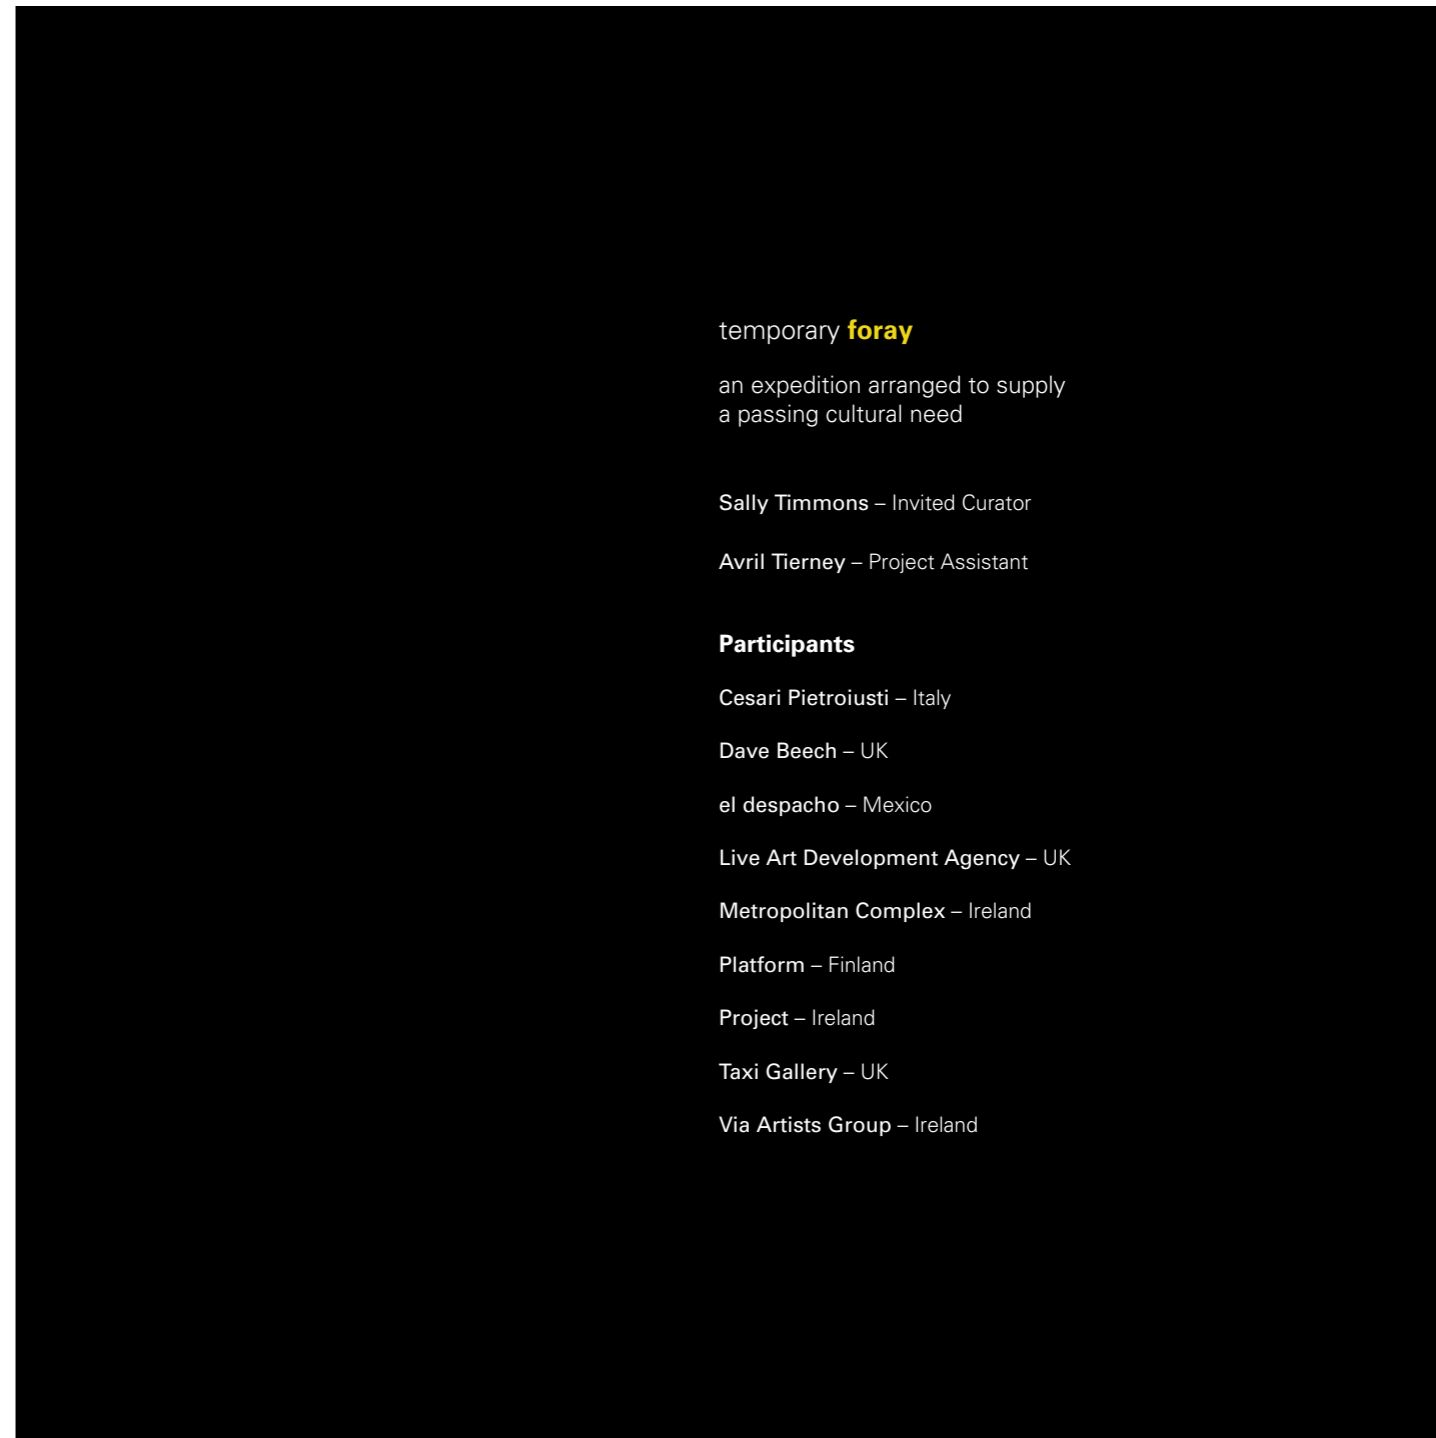 temporary foray
an expedition arranged to supply
a passing cultural need
Sally Timmons – Invited Curator
Avril Tierney – Project Assistant
Participants
Cesari Pietroiusti – Italy
Dave Beech – UK
el despacho – Mexico
Live Art Development Agency – UK
Metropolitan Complex – Ireland
Platform – Finland
Project – Ireland
Taxi Gallery – UK
Via Artists Group – Ireland